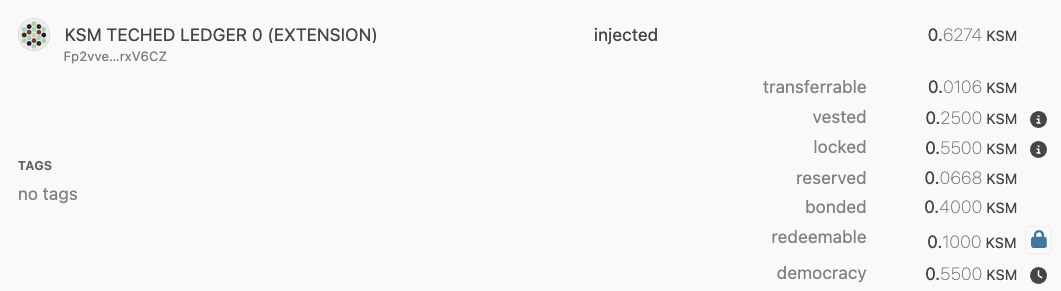 KSM TECHED LEDGER 0 (EXTENSION) injected 0.6274 KSM
Fp2vve...rxV6CZ
transferrable 0.0106 KSM
vested 0.2500 KSM
locked 0.5500 KSM
TAGS
reserved 0.0668 KSM
no tags
bonded 0.4000 KSM
redeemable 0.1000 KSM
democracy 0.5500 KSM